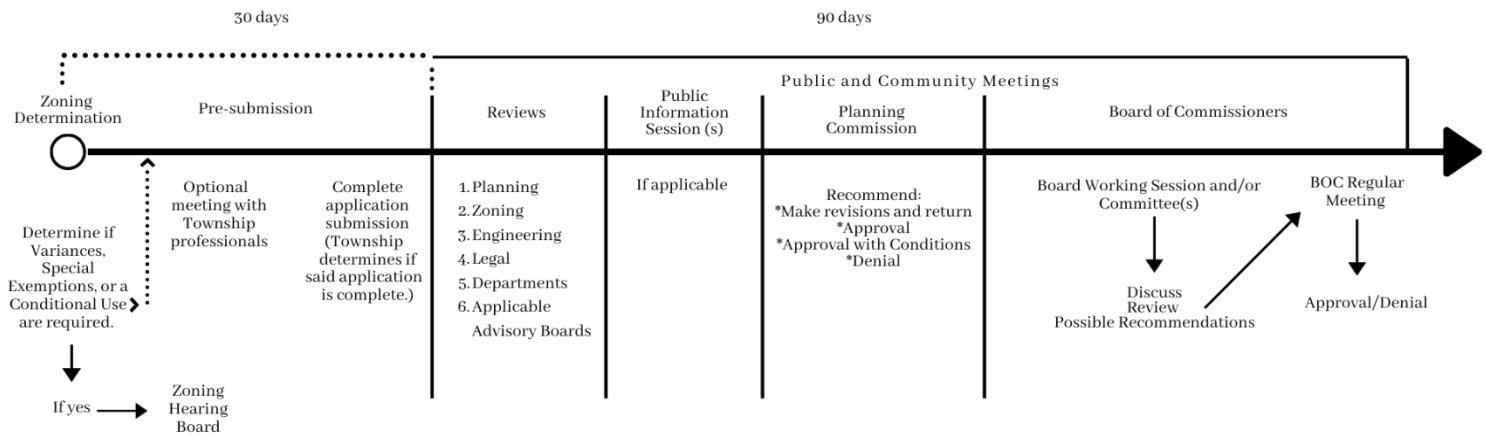 30 days
90 days
Public and Community Meetings
Zoning
Determination
Pre-submission
Reviews
Public
Information
Session (s)
Planning
Commission
Board of Commissioners
Determine if
Variances,
Special
Exemptions, or a
Conditional Use
are required.
If yes
Zoning
Hearing
Board
Optional
meeting with
Township
professionals
Complete
application
submission
(Township
determines if
said application
is complete.)
1. Planning
2. Zoning
3. Engineering
4. Legal
5. Departments
6. Applicable
Advisory Boards
If applicable
Recommend:
*Make revisions and return
*Approval
*Approval with Conditions
*Denial
Board Working Session and/or
Committee(s)
Discuss
Review
Possible Recommendations
BOC Regular
Meeting
Approval/Denial